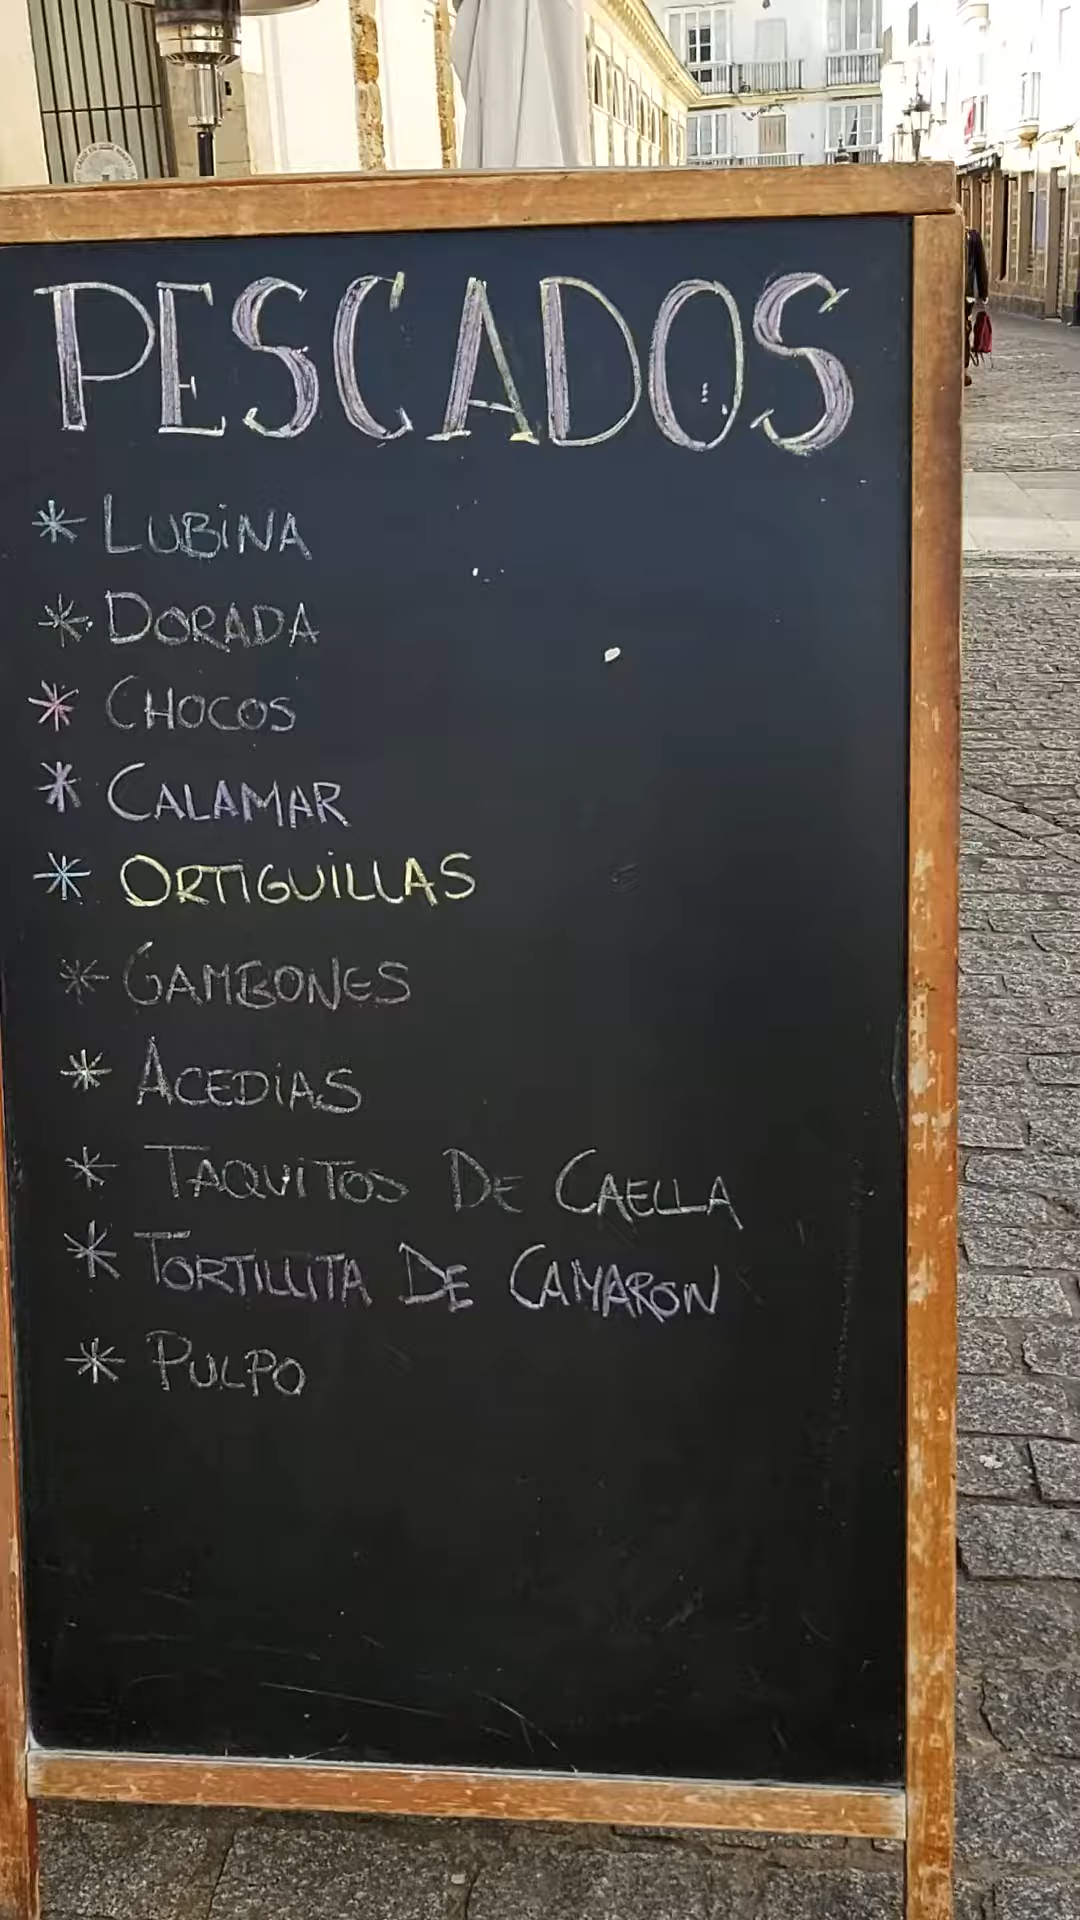 PESCADOS
* LUBiNA
* DORADA
* CHOCOS
* CALAMAR
* ORTIGUiLLAS
* GAMBONES
* ACEDiAS
* TAQUiTOS DE CAELLA
* TORTILLITA DE CAMARON
* PULPO